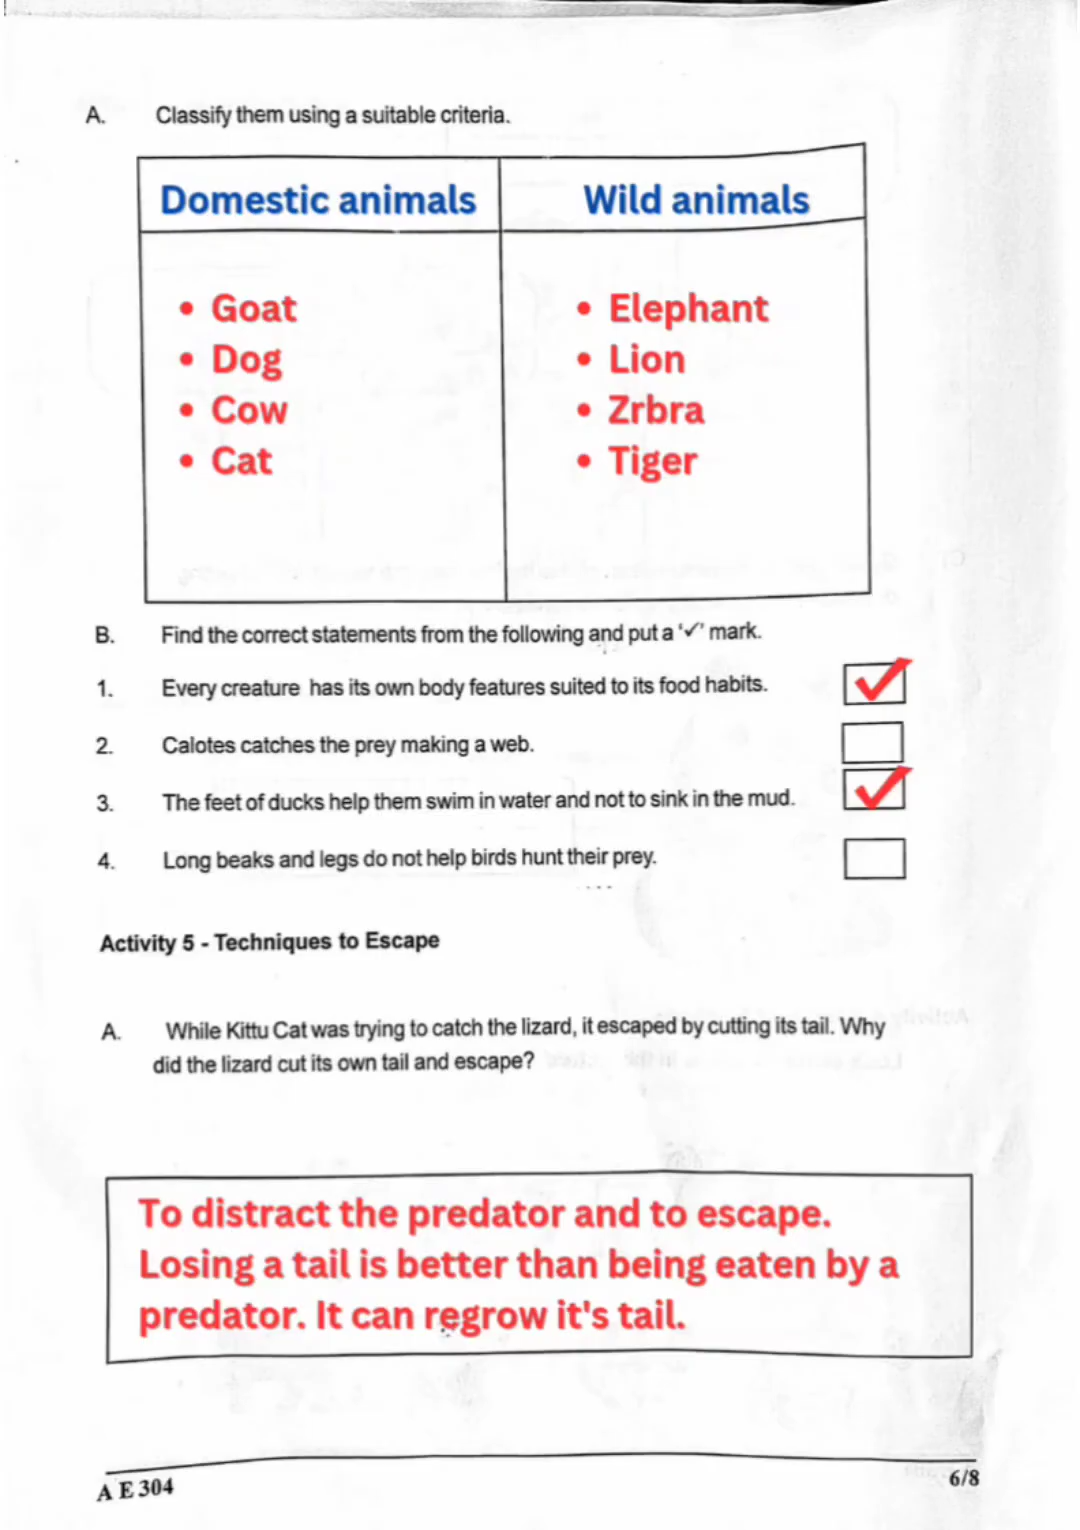 A. Classify them using a suitable criteria.
Domestic animals Wild animals
• Goat • Elephant
• Dog • Lion
• Cow • Zrbra
• Cat • Tiger
B. Find the correct statements from the following and put a '✓' mark.
1. Every creature has its own body features suited to its food habits. ✓
2. Calotes catches the prey making a web.
3. The feet of ducks help them swim in water and not to sink in the mud. ✓
4. Long beaks and legs do not help birds hunt their prey.
Activity 5 - Techniques to Escape
A. While Kittu Cat was trying to catch the lizard, it escaped by cutting its tail. Why
did the lizard cut its own tail and escape?
To distract the predator and to escape.
Losing a tail is better than being eaten by a
predator. It can regrow it's tail.
A E 304 6/8